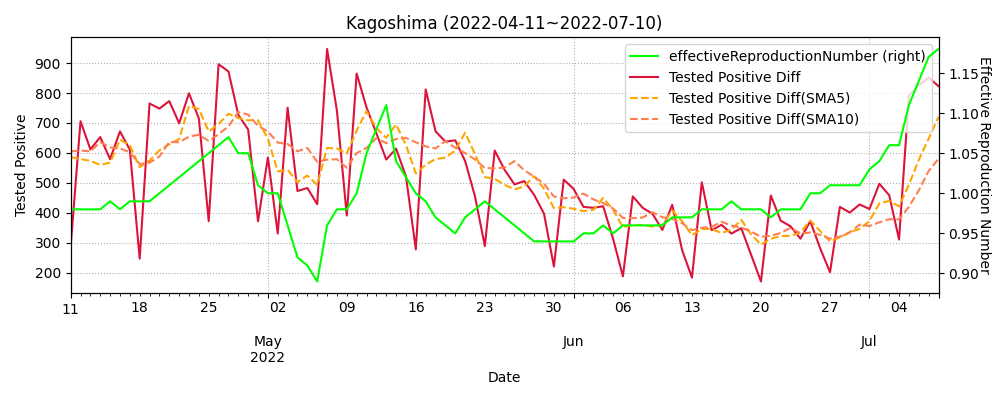 Kagoshima (2022-04-11~2022-07-10)
effectiveReproductionNumber (right)
Tested Positive Diff
Tested Positive Diff(SMA5)
Tested Positive Diff(SMA10)
Tested Positive
900
800
700
600
500
400
300
200
1.15
1.10
1.05
1.00
0.95
0.90
Effective Reproduction Number
11 18 25 02 09 16 23 30 06 13 20 27 04
May Jun Jul
2022
Date